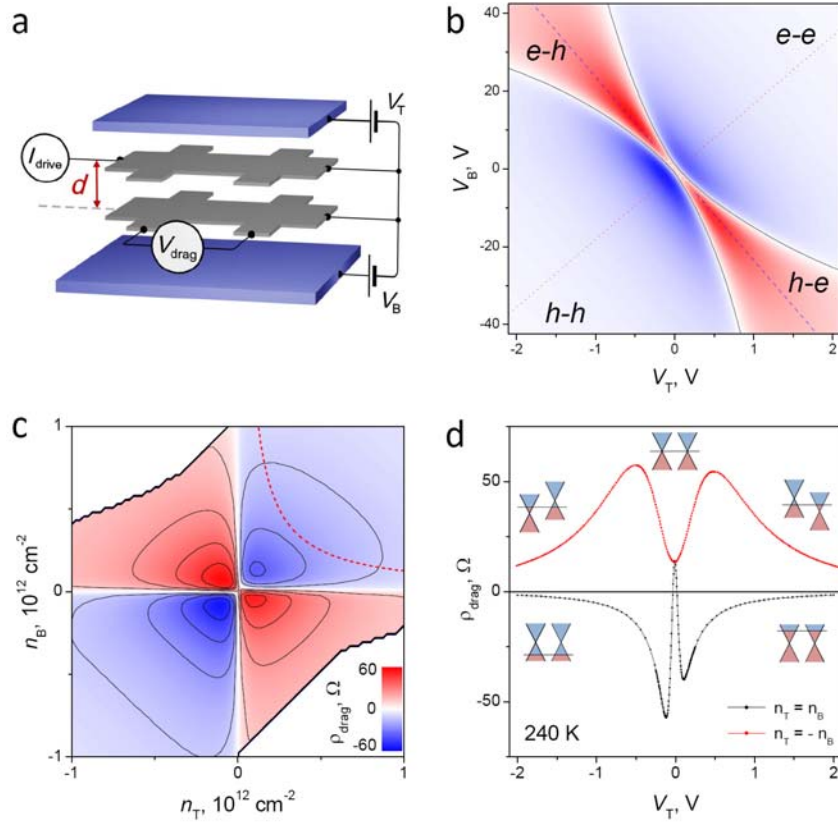 a
V_T
I_drive
d
V_drag
V_B
b
40
20
0
-20
-40
V_B, V
e-e
e-h
h-e
h-h
-2 -1 0 1 2
V_T, V
c
1
0
-1
n_B, 10^12 cm^-2
60
0
-60
ρ_drag, Ω
-1 0 1
n_T, 10^12 cm^-2
d
50
0
-50
ρ_drag, Ω
240 K
n_T = n_B
n_T = - n_B
-2 -1 0 1 2
V_T, V